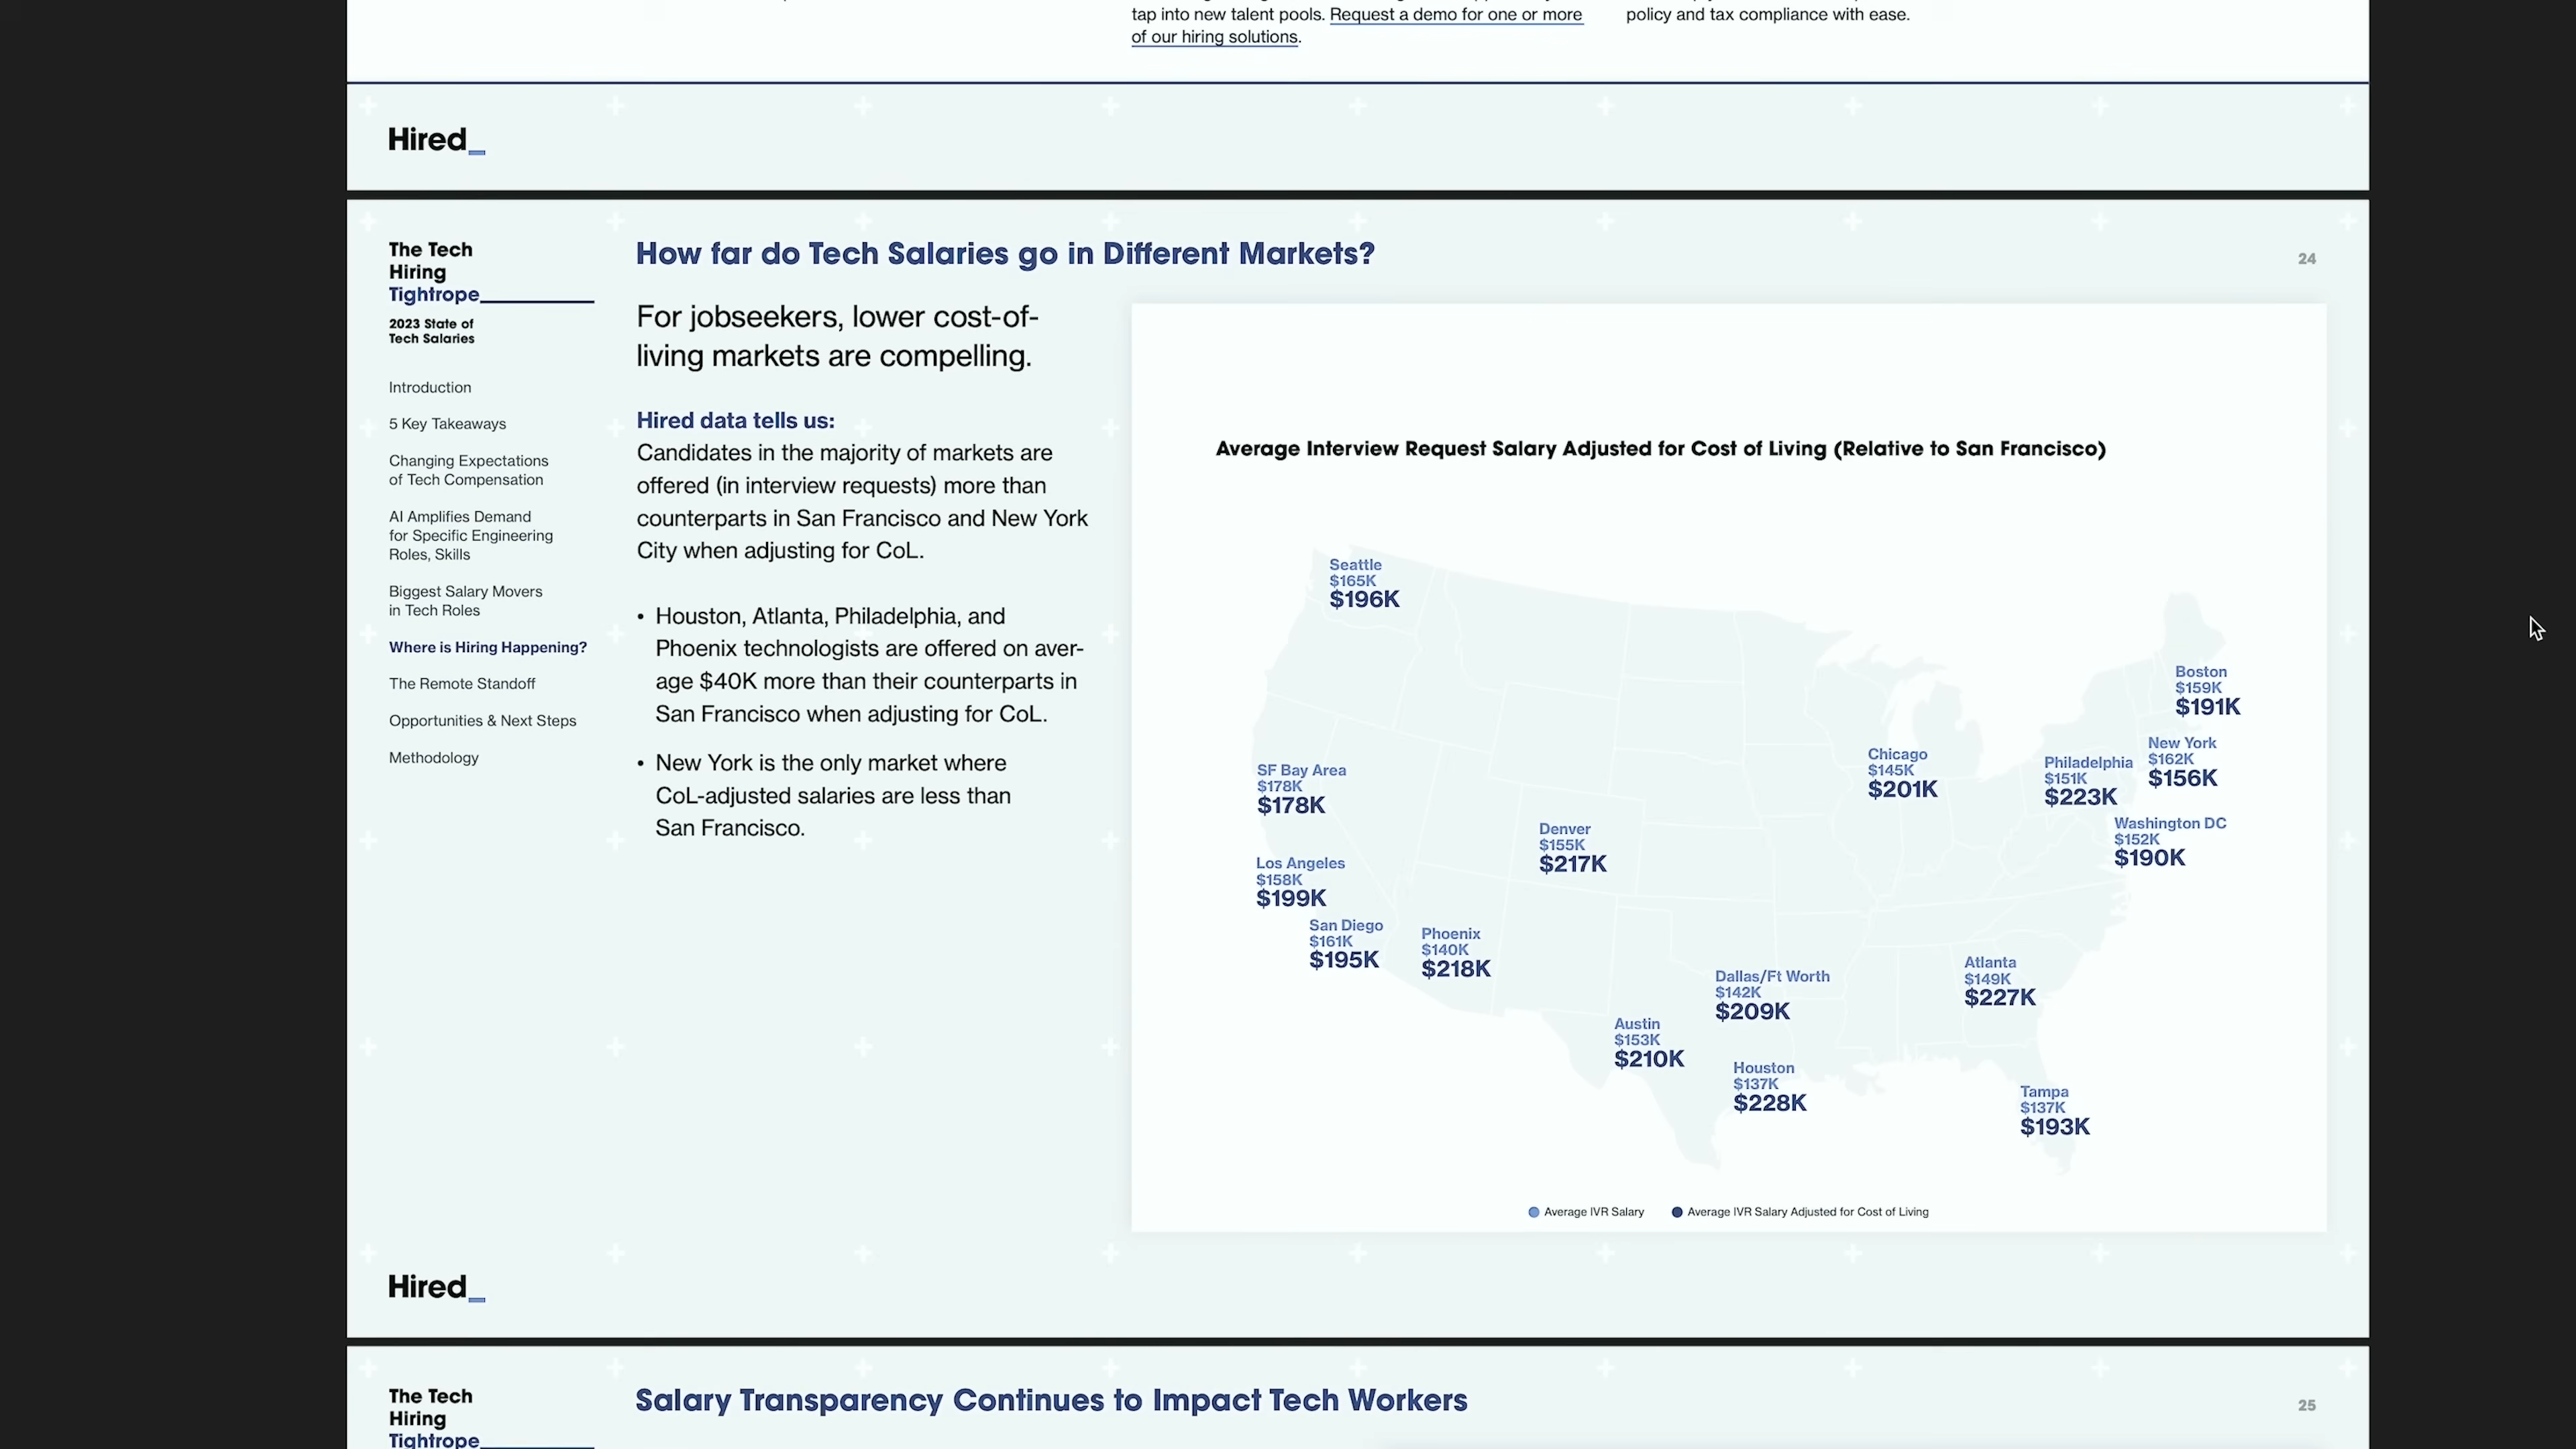 tap into new talent pools. Request a demo for one or more
of our hiring solutions.
policy and tax compliance with ease.
Hired_
The Tech
Hiring
Tightrope
2023 State of
Tech Salaries
Introduction
5 Key Takeaways
Changing Expectations
of Tech Compensation
AI Amplifies Demand
for Specific Engineering
Roles, Skills
Biggest Salary Movers
in Tech Roles
Where is Hiring Happening?
The Remote Standoff
Opportunities & Next Steps
Methodology
How far do Tech Salaries go in Different Markets?
24
For jobseekers, lower cost-of-
living markets are compelling.
Hired data tells us:
Candidates in the majority of markets are
offered (in interview requests) more than
counterparts in San Francisco and New York
City when adjusting for CoL.
• Houston, Atlanta, Philadelphia, and
Phoenix technologists are offered on aver-
age $40K more than their counterparts in
San Francisco when adjusting for CoL.
• New York is the only market where
CoL-adjusted salaries are less than
San Francisco.
Average Interview Request Salary Adjusted for Cost of Living (Relative to San Francisco)
Seattle
$165K
$196K
Boston
$159K
$191K
New York
$162K
$156K
Philadelphia
$151K
$223K
Chicago
$145K
$201K
SF Bay Area
$178K
$178K
Washington DC
$152K
$190K
Denver
$155K
$217K
Los Angeles
$158K
$199K
San Diego
$161K
$195K
Phoenix
$140K
$218K
Dallas/Ft Worth
$142K
$209K
Atlanta
$149K
$227K
Austin
$153K
$210K
Houston
$137K
$228K
Tampa
$137K
$193K
Average IVR Salary
Average IVR Salary Adjusted for Cost of Living
Hired_
The Tech
Hiring
Tightrope
Salary Transparency Continues to Impact Tech Workers
25